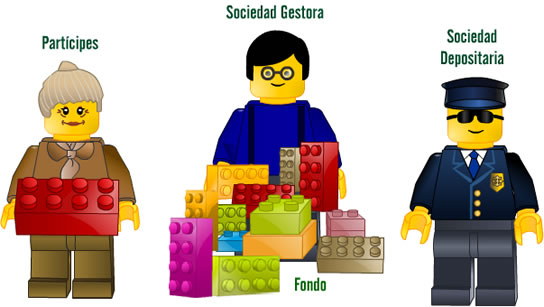 Partícipes
Sociedad Gestora
Sociedad
Depositaria
Fondo